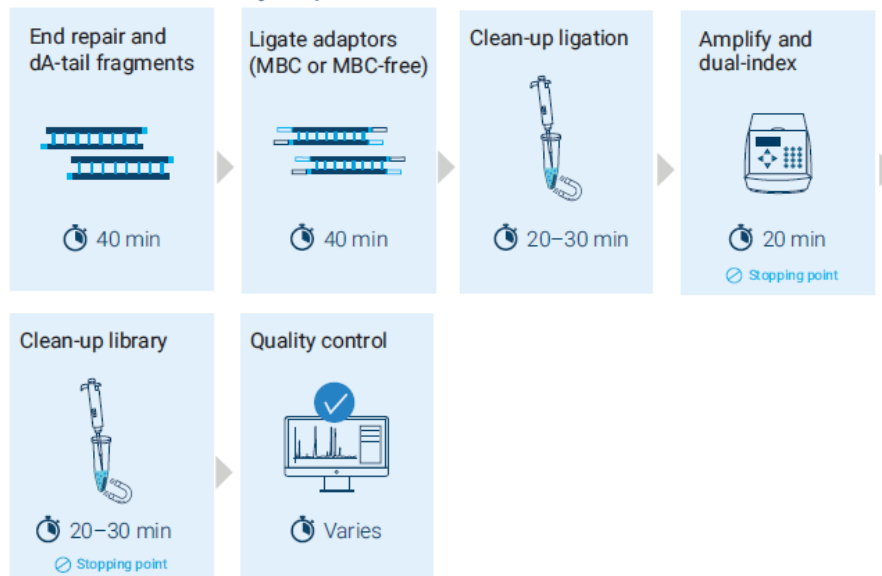 End repair and
dA-tail fragments
40 min
Ligate adaptors
(MBC or MBC-free)
40 min
Clean-up ligation
20–30 min
Amplify and
dual-index
20 min
Stopping point
Clean-up library
20–30 min
Stopping point
Quality control
Varies